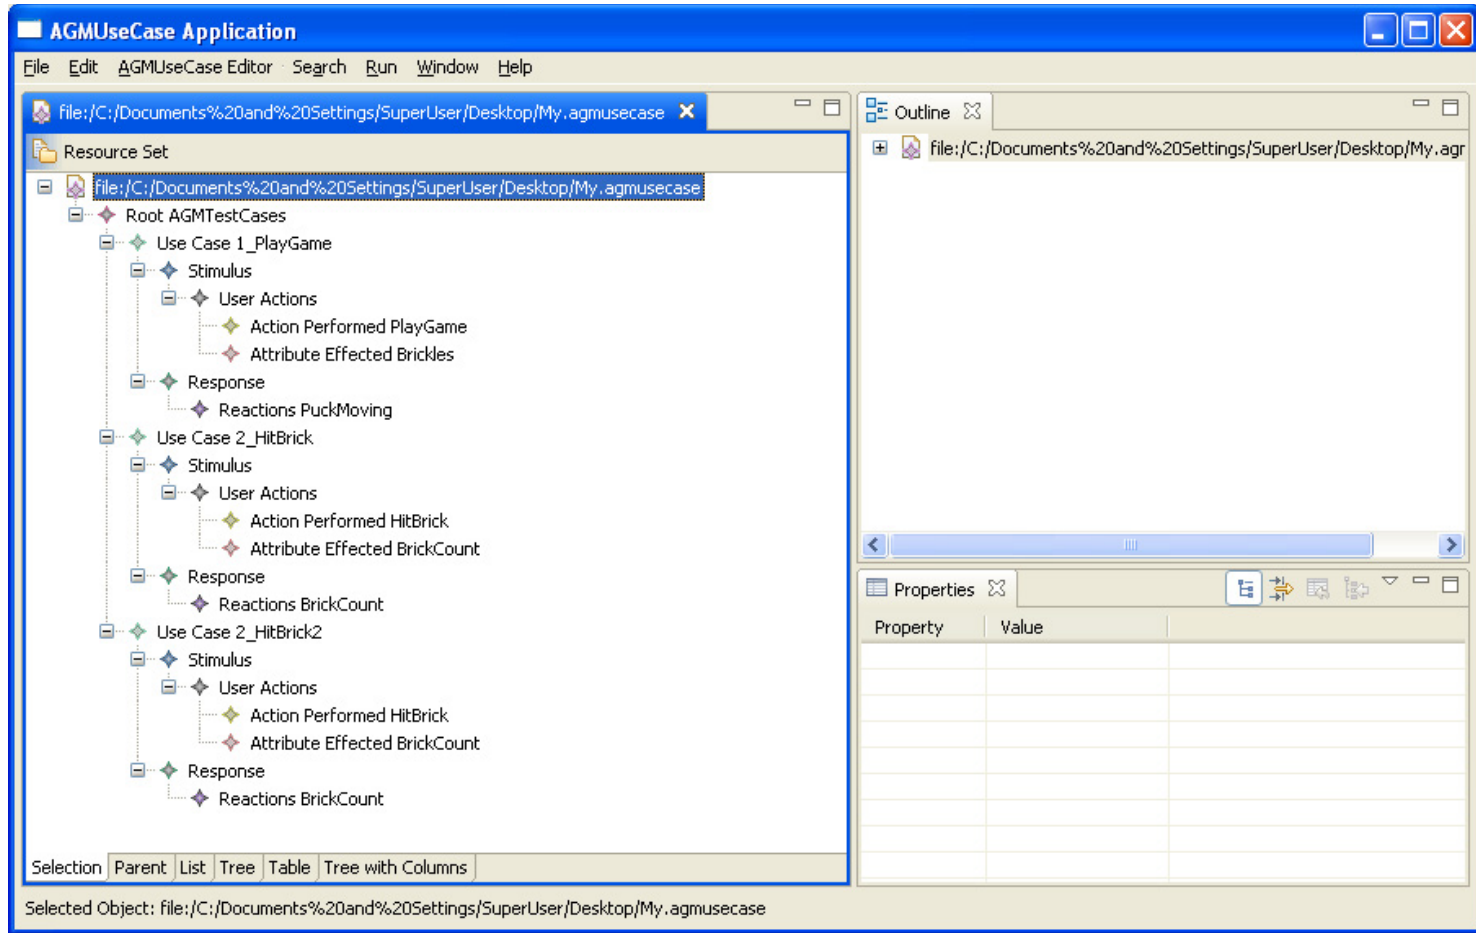 AGMUseCase Application
File Edit AGMUseCase Editor Search Run Window Help
file:/C:/Documents%20and%20Settings/SuperUser/Desktop/My.agmusecase
Resource Set
file:/C:/Documents%20and%20Settings/SuperUser/Desktop/My.agmusecase
Root AGMTestCases
Use Case 1_PlayGame
Stimulus
User Actions
Action Performed PlayGame
Attribute Effected Brickles
Response
Reactions PuckMoving
Use Case 2_HitBrick
Stimulus
User Actions
Action Performed HitBrick
Attribute Effected BrickCount
Response
Reactions BrickCount
Use Case 2_HitBrick2
Stimulus
User Actions
Action Performed HitBrick
Attribute Effected BrickCount
Response
Reactions BrickCount
Selection Parent List Tree Table Tree with Columns
Outline
file:/C:/Documents%20and%20Settings/SuperUser/Desktop/My.agr
Properties
Property Value
Selected Object: file:/C:/Documents%20and%20Settings/SuperUser/Desktop/My.agmusecase